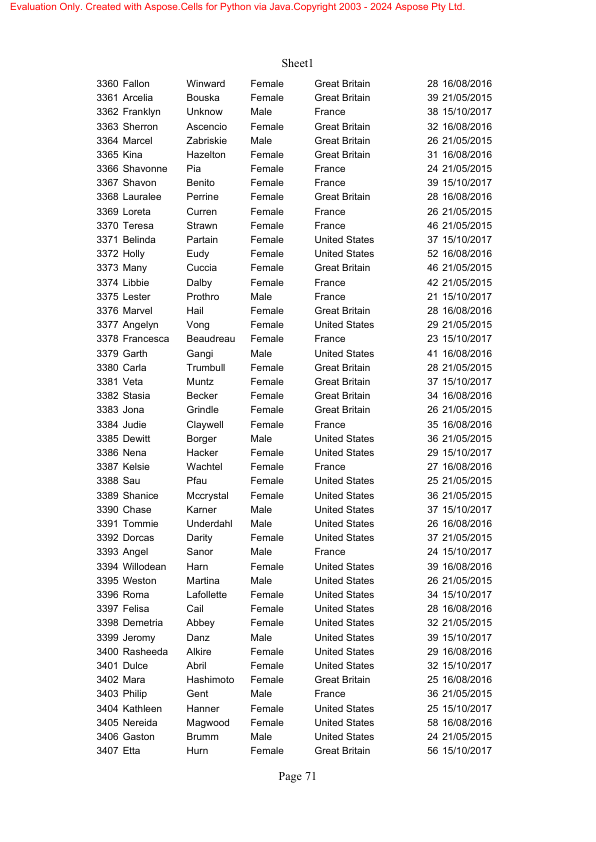 Evaluation Only. Created with Aspose.Cells for Python via Java.Copyright 2003 - 2024 Aspose Pty Ltd.
Sheet1
3360 Fallon Winward Female Great Britain 28 16/08/2016
3361 Arcelia Bouska Female Great Britain 39 21/05/2015
3362 Franklyn Unknow Male France 38 15/10/2017
3363 Sherron Ascencio Female Great Britain 32 16/08/2016
3364 Marcel Zabriskie Male Great Britain 26 21/05/2015
3365 Kina Hazelton Female Great Britain 31 16/08/2016
3366 Shavonne Pia Female France 24 21/05/2015
3367 Shavon Benito Female France 39 15/10/2017
3368 Lauralee Perrine Female Great Britain 28 16/08/2016
3369 Loreta Curren Female France 26 21/05/2015
3370 Teresa Strawn Female France 46 21/05/2015
3371 Belinda Partain Female United States 37 15/10/2017
3372 Holly Eudy Female United States 52 16/08/2016
3373 Many Cuccia Female Great Britain 46 21/05/2015
3374 Libbie Dalby Female France 42 21/05/2015
3375 Lester Prothro Male France 21 15/10/2017
3376 Marvel Hail Female Great Britain 28 16/08/2016
3377 Angelyn Vong Female United States 29 21/05/2015
3378 Francesca Beaudreau Female France 23 15/10/2017
3379 Garth Gangi Male United States 41 16/08/2016
3380 Carla Trumbull Female Great Britain 28 21/05/2015
3381 Veta Muntz Female Great Britain 37 15/10/2017
3382 Stasia Becker Female Great Britain 34 16/08/2016
3383 Jona Grindle Female Great Britain 26 21/05/2015
3384 Judie Claywell Female France 35 16/08/2016
3385 Dewitt Borger Male United States 36 21/05/2015
3386 Nena Hacker Female United States 29 15/10/2017
3387 Kelsie Wachtel Female France 27 16/08/2016
3388 Sau Pfau Female United States 25 21/05/2015
3389 Shanice Mccrystal Female United States 36 21/05/2015
3390 Chase Karner Male United States 37 15/10/2017
3391 Tommie Underdahl Male United States 26 16/08/2016
3392 Dorcas Darity Female United States 37 21/05/2015
3393 Angel Sanor Male France 24 15/10/2017
3394 Willodean Harn Female United States 39 16/08/2016
3395 Weston Martina Male United States 26 21/05/2015
3396 Roma Lafollette Female United States 34 15/10/2017
3397 Felisa Cail Female United States 28 16/08/2016
3398 Demetria Abbey Female United States 32 21/05/2015
3399 Jeromy Danz Male United States 39 15/10/2017
3400 Rasheeda Alkire Female United States 29 16/08/2016
3401 Dulce Abril Female United States 32 15/10/2017
3402 Mara Hashimoto Female Great Britain 25 16/08/2016
3403 Philip Gent Male France 36 21/05/2015
3404 Kathleen Hanner Female United States 25 15/10/2017
3405 Nereida Magwood Female United States 58 16/08/2016
3406 Gaston Brumm Male United States 24 21/05/2015
3407 Etta Hurn Female Great Britain 56 15/10/2017
Page 71